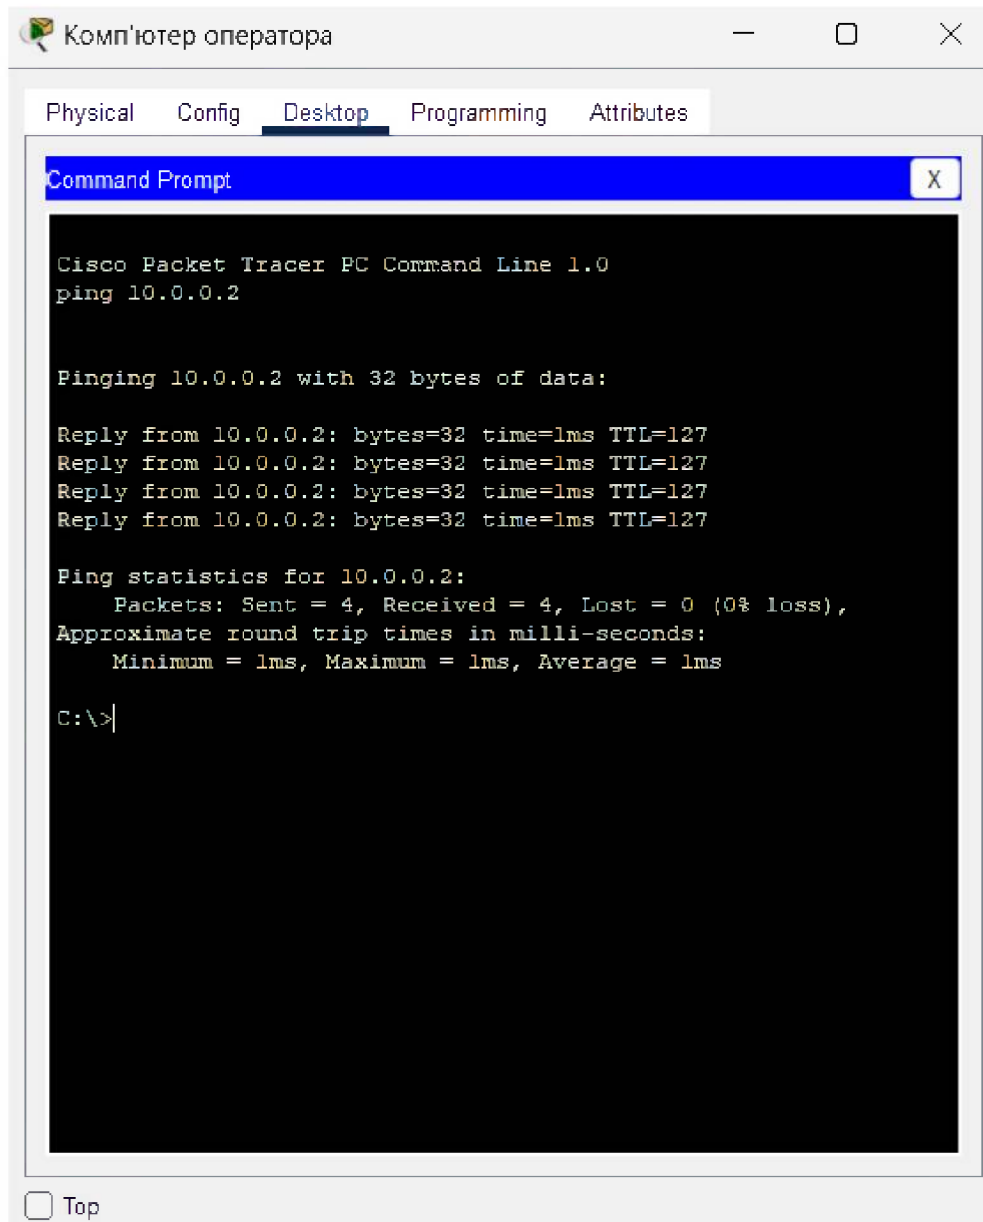 Комп'ютер оператора
Physical Config Desktop Programming Attributes
Command Prompt X
Cisco Packet Tracer PC Command Line 1.0
ping 10.0.0.2
Pinging 10.0.0.2 with 32 bytes of data:
Reply from 10.0.0.2: bytes=32 time=1ms TTL=127
Reply from 10.0.0.2: bytes=32 time=1ms TTL=127
Reply from 10.0.0.2: bytes=32 time=1ms TTL=127
Reply from 10.0.0.2: bytes=32 time=1ms TTL=127
Ping statistics for 10.0.0.2:
Packets: Sent = 4, Received = 4, Lost = 0 (0% loss),
Approximate round trip times in milli-seconds:
Minimum = 1ms, Maximum = 1ms, Average = 1ms
C:\>
Top